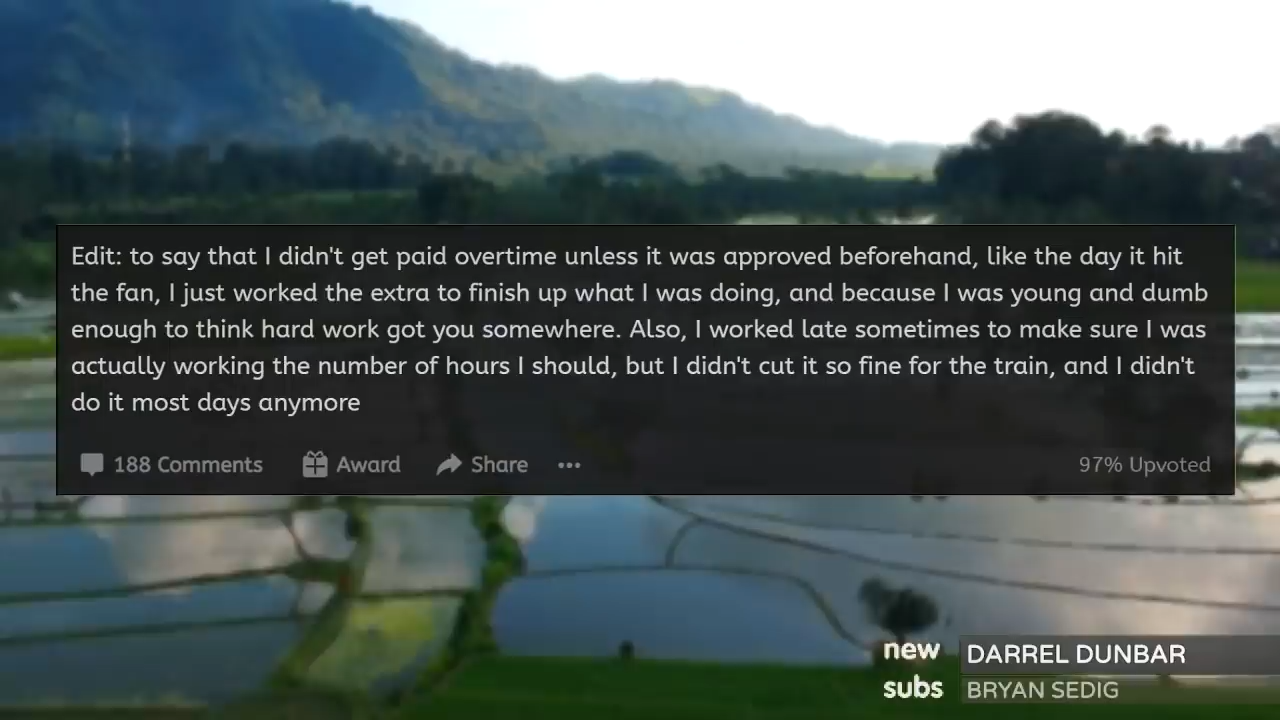 Edit: to say that I didn't get paid overtime unless it was approved beforehand, like the day it hit
the fan, I just worked the extra to finish up what I was doing, and because I was young and dumb
enough to think hard work got you somewhere. Also, I worked late sometimes to make sure I was
actually working the number of hours I should, but I didn't cut it so fine for the train, and I didn't
do it most days anymore
188 Comments Award Share ••• 97% Upvoted
new DARREL DUNBAR
subs BRYAN SEDIG